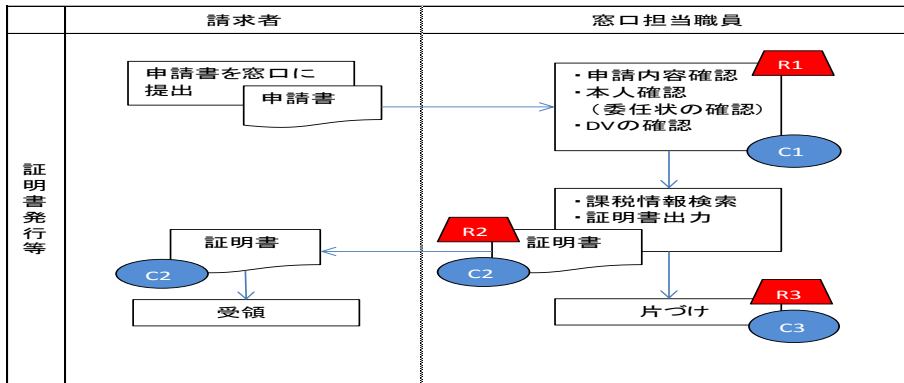 請求者
窓口担当職員
証明書発行等
申請書を窓口に
提出
申請書
R1
・申請内容確認
・本人確認
（委任状の確認）
・DVの確認
C1
・課税情報検索
・証明書出力
R2
証明書
C2
証明書
C2
受領
R3
片づけ
C3